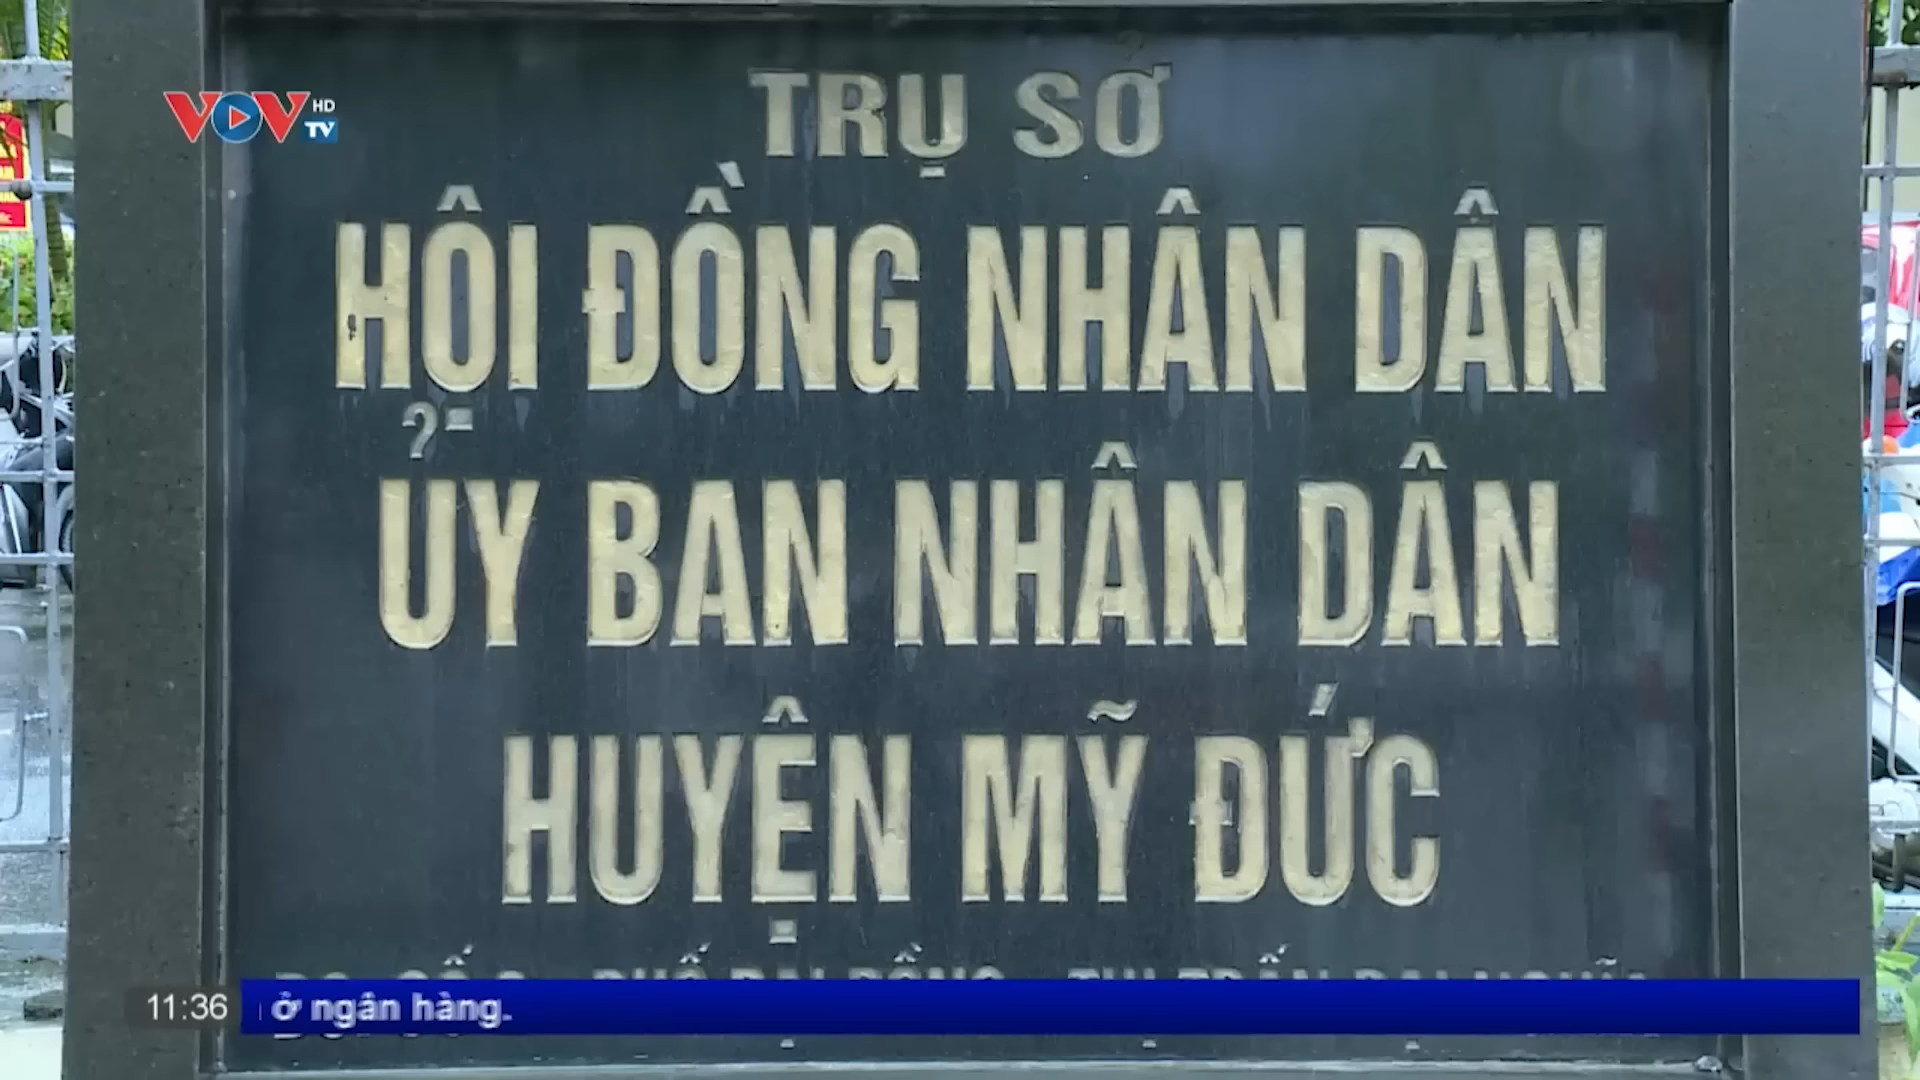 VOV HD
TV
TRỤ SỞ
HỘI ĐỒNG NHÂN DÂN
ỦY BAN NHÂN DÂN
HUYỆN MỸ ĐỨC
11:36
ở ngân hàng.